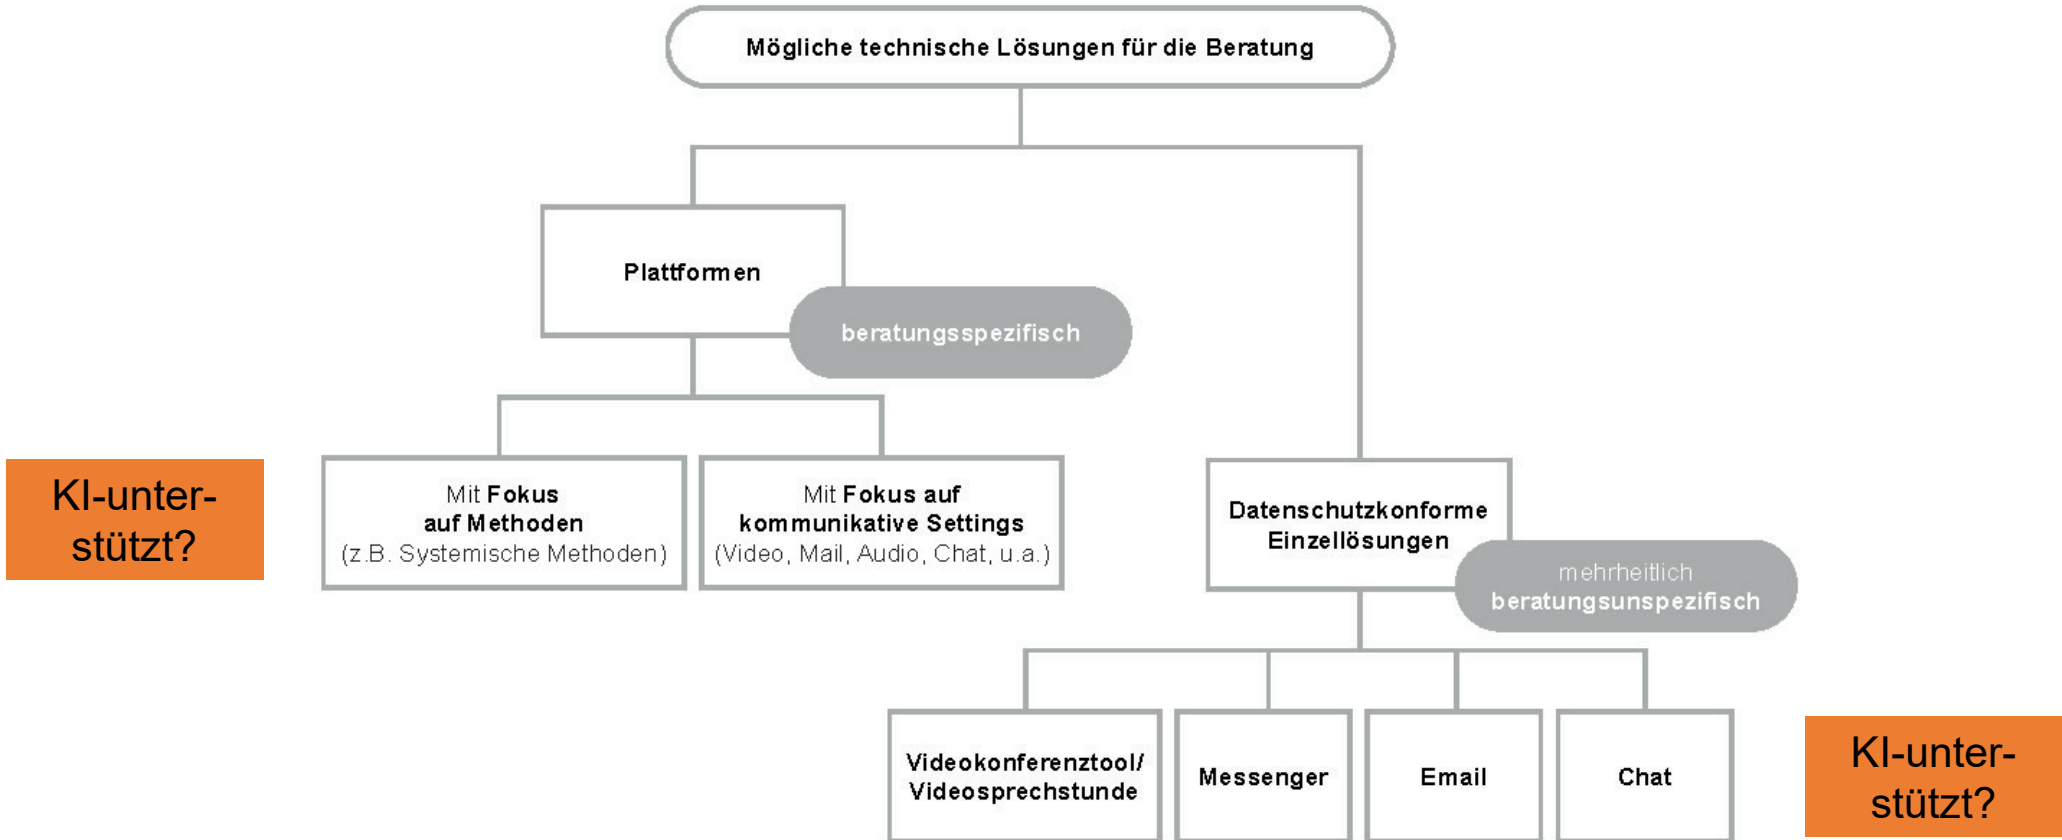 Mögliche technische Lösungen für die Beratung
Plattformen
beratungsspezifisch
KI-unter-
stützt?
Mit Fokus
auf Methoden
(z.B. Systemische Methoden)
Mit Fokus auf
kommunikative Settings
(Video, Mail, Audio, Chat, u.a.)
Datenschutzkonforme
Einzellösungen
mehrheitlich
beratungsunspezifisch
Videokonferenztool/
Videosprechstunde
Messenger
Email
Chat
KI-unter-
stützt?